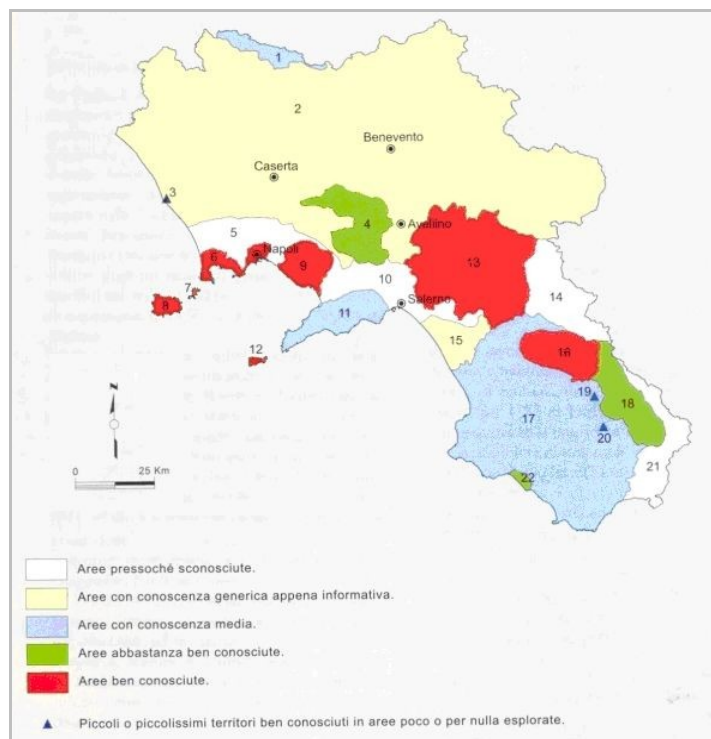 1
2
Benevento
Caserta
3
4
Avellino
5
Napoli
6
9
13
7
10
8
Salerno
14
11
15
12
16
19
18
17
20
N
21
22
0 25 Km
Aree pressoché sconosciute.
Aree con conoscenza generica appena informativa.
Aree con conoscenza media.
Aree abbastanza ben conosciute.
Aree ben conosciute.
Piccoli o piccolissimi territori ben conosciuti in aree poco o per nulla esplorate.